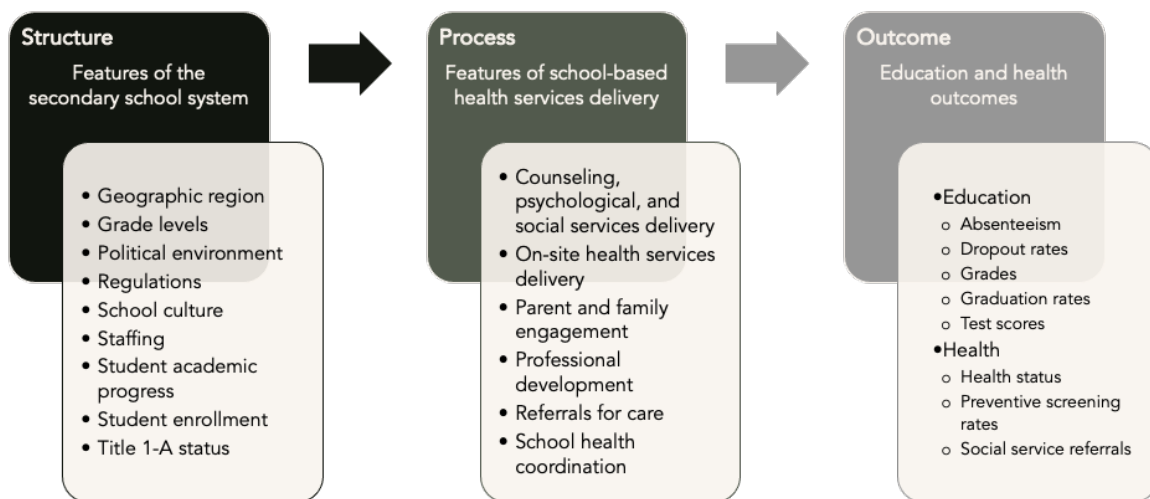 Structure
Features of the
secondary school system
• Geographic region
• Grade levels
• Political environment
• Regulations
• School culture
• Staffing
• Student academic
progress
• Student enrollment
• Title 1-A status
Process
Features of school-based
health services delivery
• Counseling,
psychological, and
social services delivery
• On-site health services
delivery
• Parent and family
engagement
• Professional
development
• Referrals for care
• School health
coordination
Outcome
Education and health
outcomes
•Education
o Absenteeism
o Dropout rates
o Grades
o Graduation rates
o Test scores
•Health
o Health status
o Preventive screening
rates
o Social service referrals